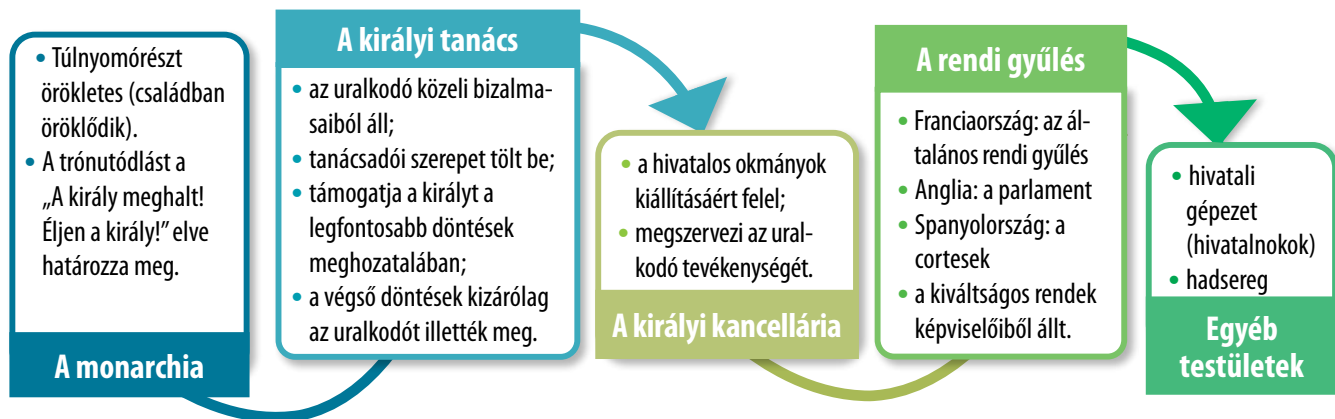 • Túlnyomórészt
örökletes (családban
öröklődik).
• A trónutódlást a
„A király meghalt!
Éljen a király!” elve
határozza meg.
A monarchia
A királyi tanács
• az uralkodó közeli bizalma-
saiból áll;
• tanácsadói szerepet tölt be;
• támogatja a királyt a
legfontosabb döntések
meghozatalában;
• a végső döntések kizárólag
az uralkodót illették meg.
• a hivatalos okmányok
kiállításáért felel;
• megszervezi az ural-
kodó tevékenységét.
A királyi kancellária
A rendi gyűlés
• Franciaország: az ál-
talános rendi gyűlés
• Anglia: a parlament
• Spanyolország: a
cortesek
• a kiváltságos rendek
képviselőiből állt.
• hivatali
gépezet
(hivatalnokok)
• hadsereg
Egyéb
testületek